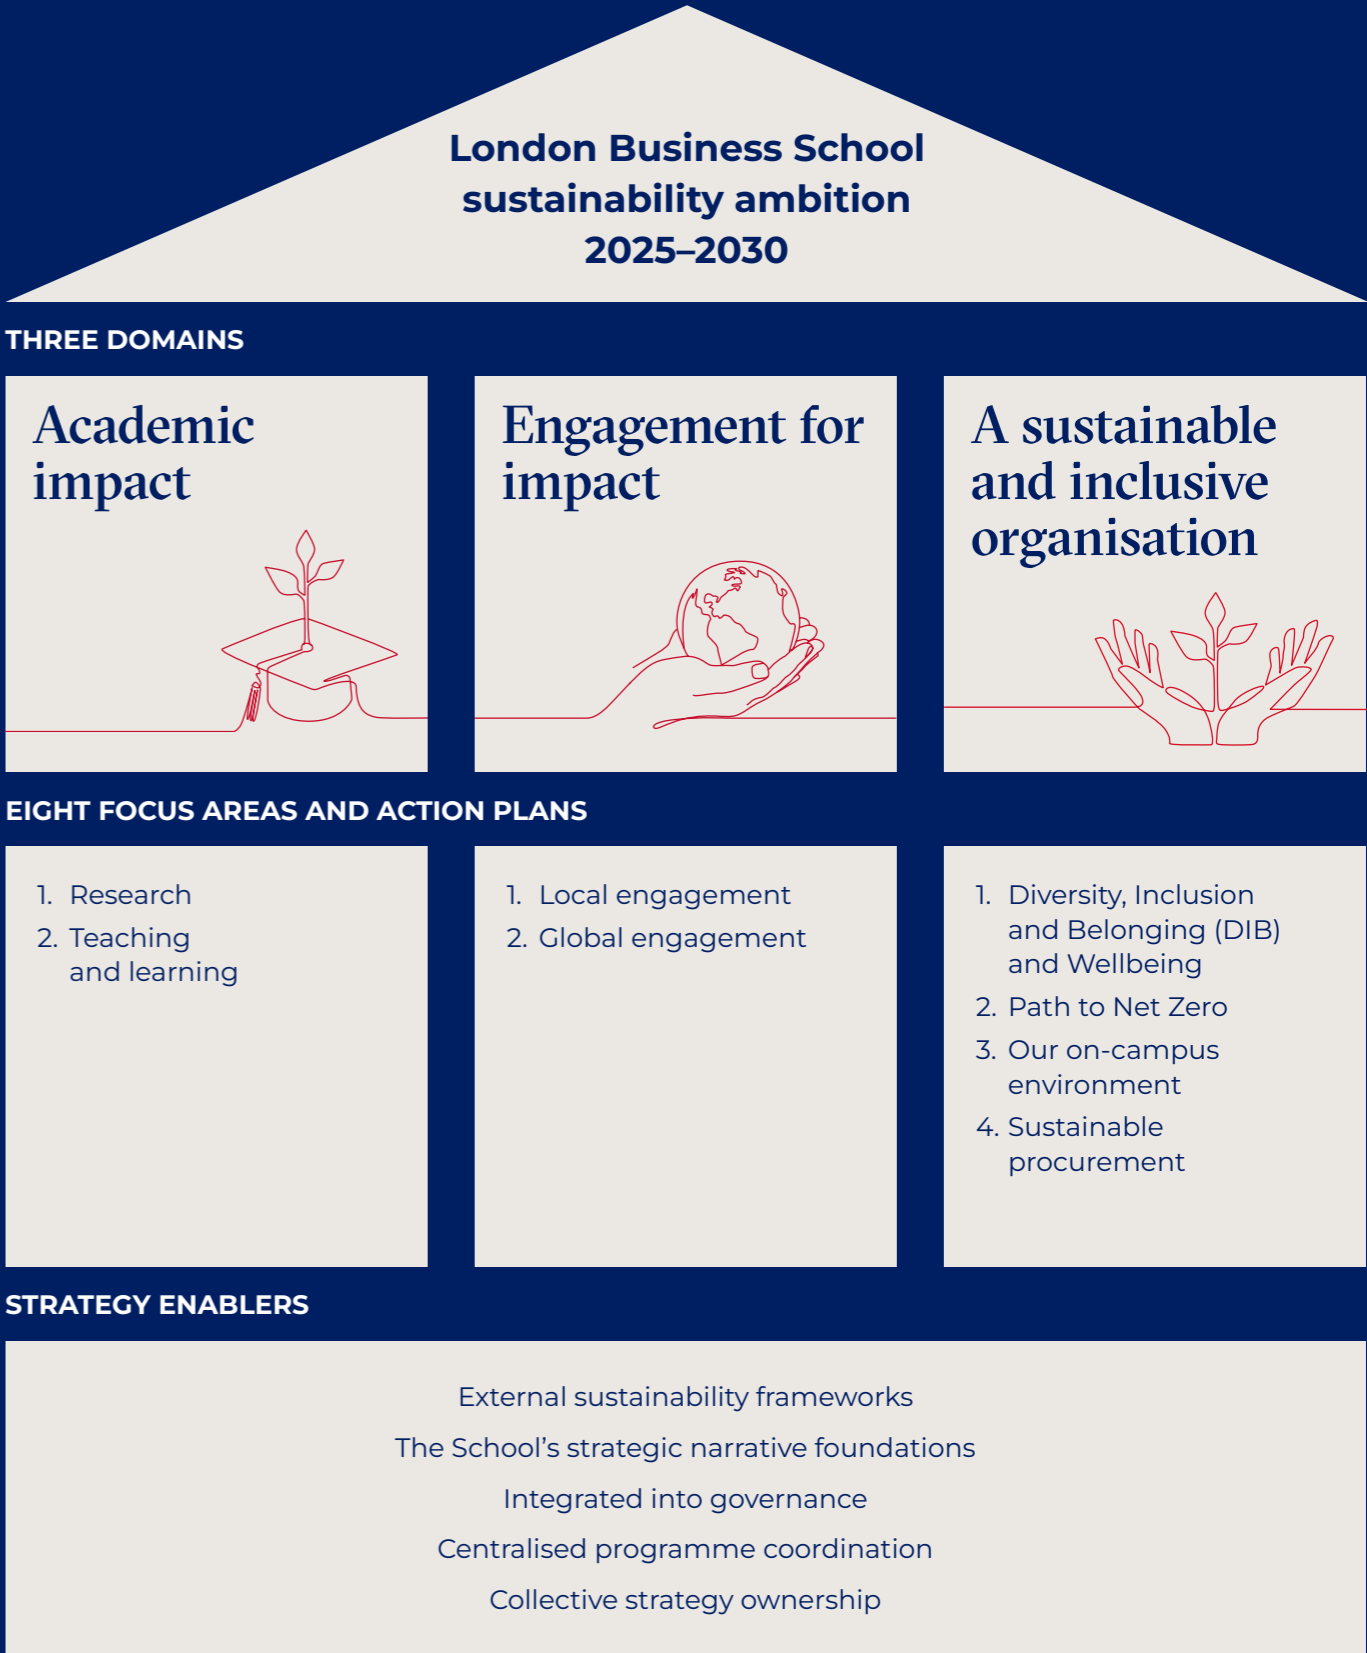 London Business School
sustainability ambition
2025–2030
THREE DOMAINS
Academic
impact
Engagement for
impact
A sustainable
and inclusive
organisation
EIGHT FOCUS AREAS AND ACTION PLANS
1. Research
2. Teaching
and learning
1. Local engagement
2. Global engagement
1. Diversity, Inclusion
and Belonging (DIB)
and Wellbeing
2. Path to Net Zero
3. Our on-campus
environment
4. Sustainable
procurement
STRATEGY ENABLERS
External sustainability frameworks
The School’s strategic narrative foundations
Integrated into governance
Centralised programme coordination
Collective strategy ownership